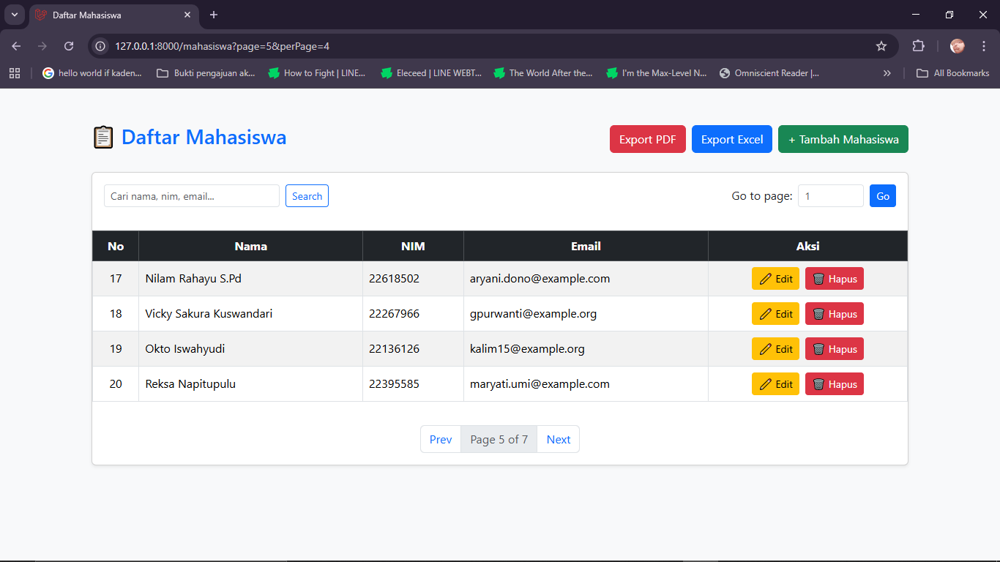 Daftar Mahasiswa
127.0.0.1:8000/mahasiswa?page=5&perPage=4
hello world if kaden... Bukti pengajuan ak... How to Fight | LINE... Eleceed | LINE WEBT... The World After the... I'm the Max-Level N... Omniscient Reader |... » All Bookmarks
Daftar Mahasiswa
Export PDF Export Excel + Tambah Mahasiswa
Cari nama, nim, email... Search Go to page: 1 Go
No Nama NIM Email Aksi
17 Nilam Rahayu S.Pd 22618502 aryani.dono@example.com Edit Hapus
18 Vicky Sakura Kuswandari 22267966 gpurwanti@example.org Edit Hapus
19 Okto Iswahyudi 22136126 kalim15@example.org Edit Hapus
20 Reksa Napitupulu 22395585 maryati.umi@example.com Edit Hapus
Prev Page 5 of 7 Next